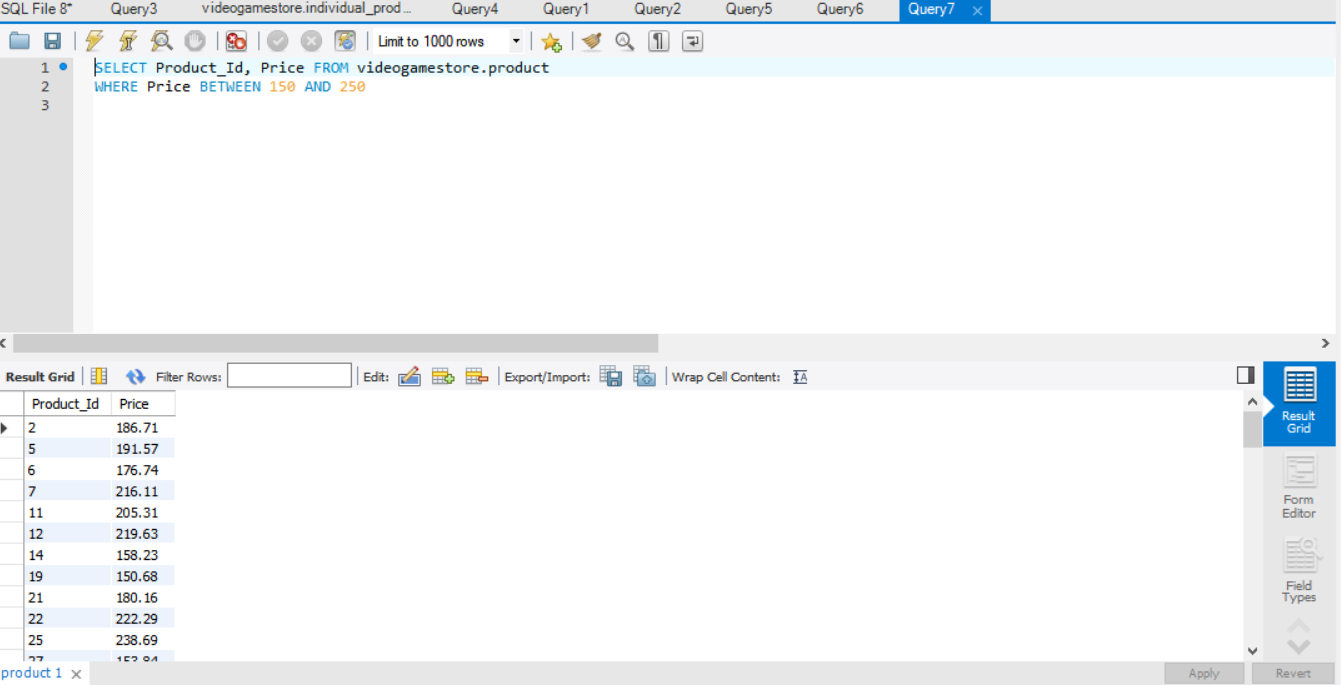 SQL File 8* Query3 videogamestore.individual_prod... Query4 Query1 Query2 Query5 Query6 Query7
Limit to 1000 rows
1 SELECT Product_Id, Price FROM videogamestore.product
2 WHERE Price BETWEEN 150 AND 250
3
Result Grid Filter Rows: Edit: Export/Import: Wrap Cell Content:
Product_Id Price
2 186.71
5 191.57
6 176.74
7 216.11
11 205.31
12 219.63
14 158.23
19 150.68
21 180.16
22 222.29
25 238.69
27 153.84
Result
Grid
Form
Editor
Field
Types
product 1 Apply Revert